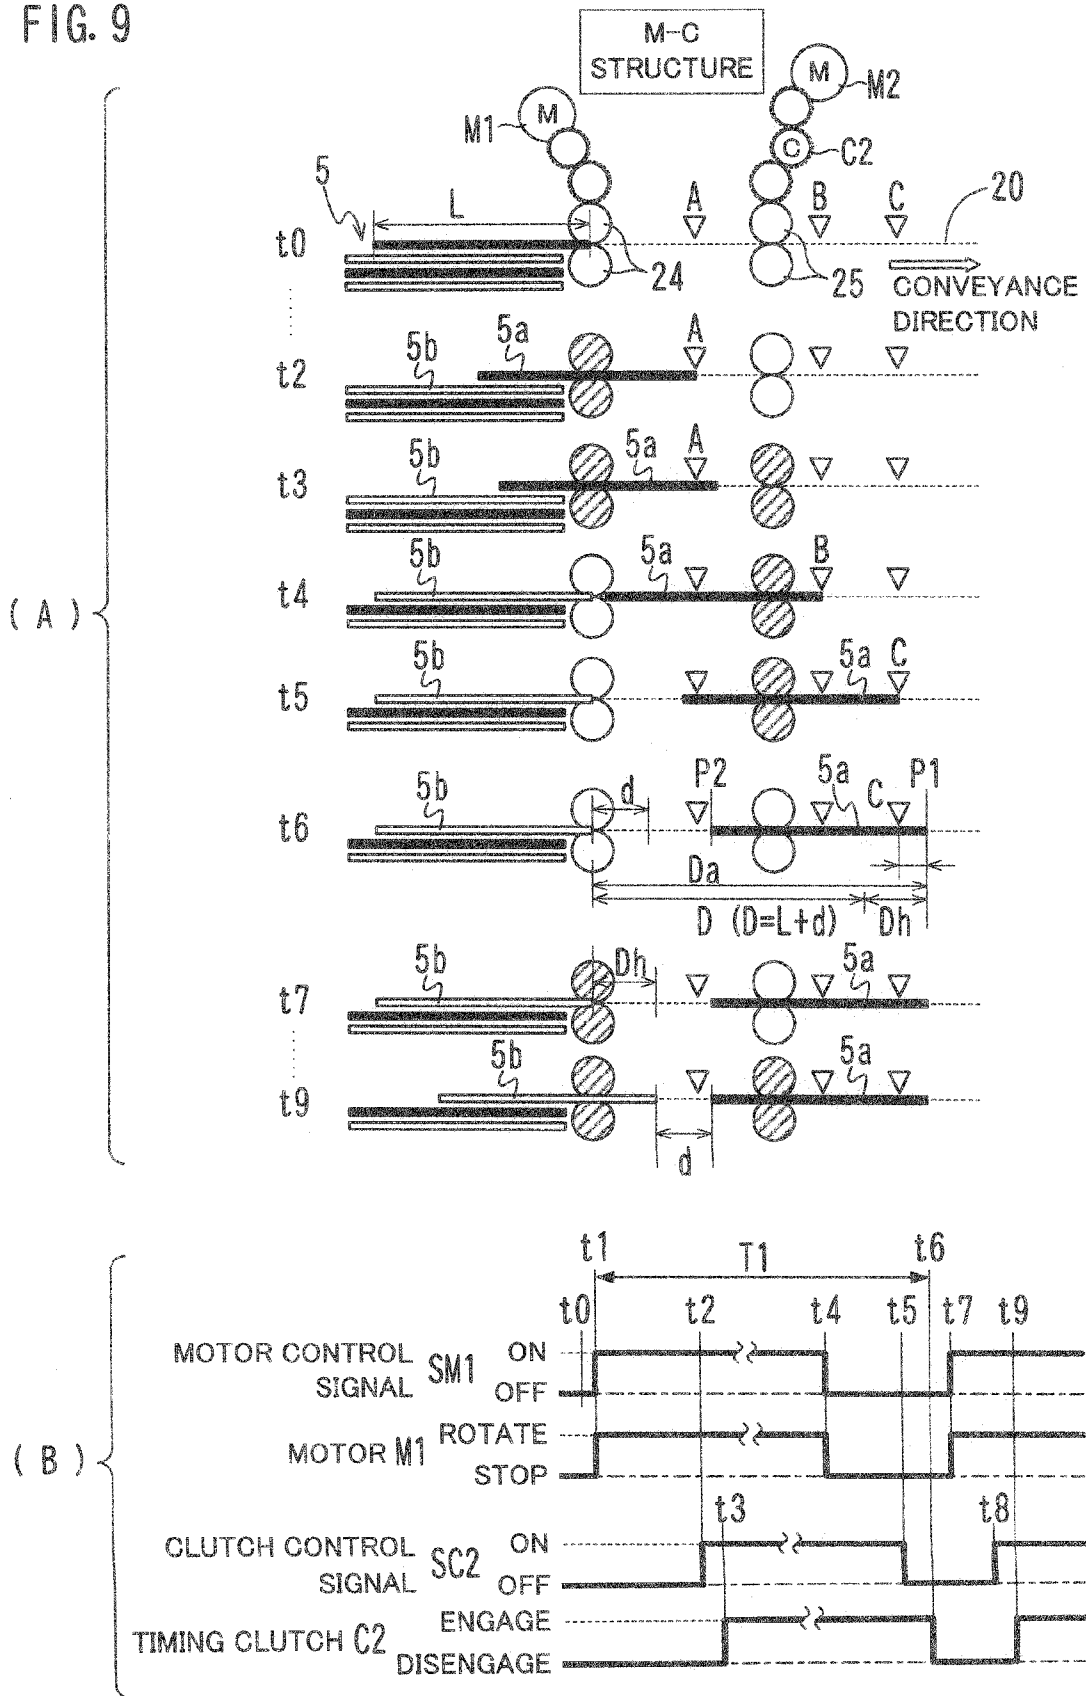 FIG. 9
M-C
STRUCTURE
M
M2
M
M1
C
C2
5
L
A
B
C
20
t0
24
25
CONVEYANCE
DIRECTION
5b
5a
A
t2
5b
5a
A
t3
5b
5a
B
t4
5b
5a
C
t5
(A)
5b
d
P2
5a
C
P1
t6
Da
D (D=L+d)
Dh
5b
Dh
5a
t7
5b
5a
t9
d
t1
T1
t6
t0
t2
t4
t5
t7
t9
MOTOR CONTROL
SIGNAL
SM1
ON
OFF
(B)
MOTOR M1
ROTATE
STOP
t3
t8
CLUTCH CONTROL
SIGNAL
SC2
ON
OFF
TIMING CLUTCH C2
ENGAGE
DISENGAGE